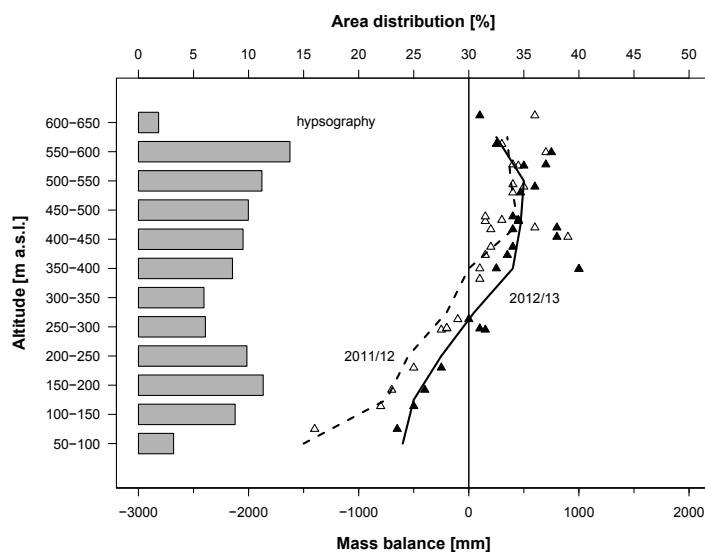 Area distribution [%]
0 5 10 15 20 25 30 35 40 45 50
Altitude [m a.s.l.]
600−650
550−600
500−550
450−500
400−450
350−400
300−350
250−300
200−250
150−200
100−150
50−100
hypsography
2012/13
2011/12
−3000 −2000 −1000 0 1000 2000
Mass balance [mm]